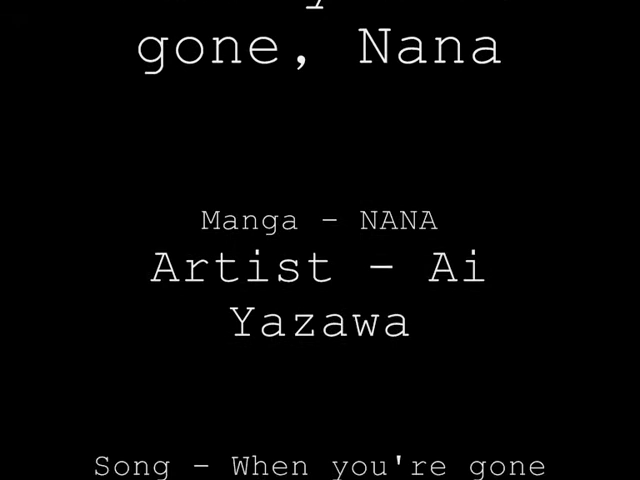 gone, Nana
Manga - NANA
Artist - Ai
Yazawa
Song - When you're gone